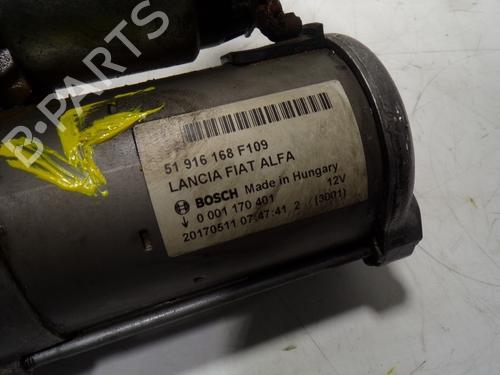 B-PARTS
51 916 168 F109
LANCIA FIAT ALFA
BOSCH Made in Hungary
0 001 170 401 12V
20170511 07:47:41 2 (3001)